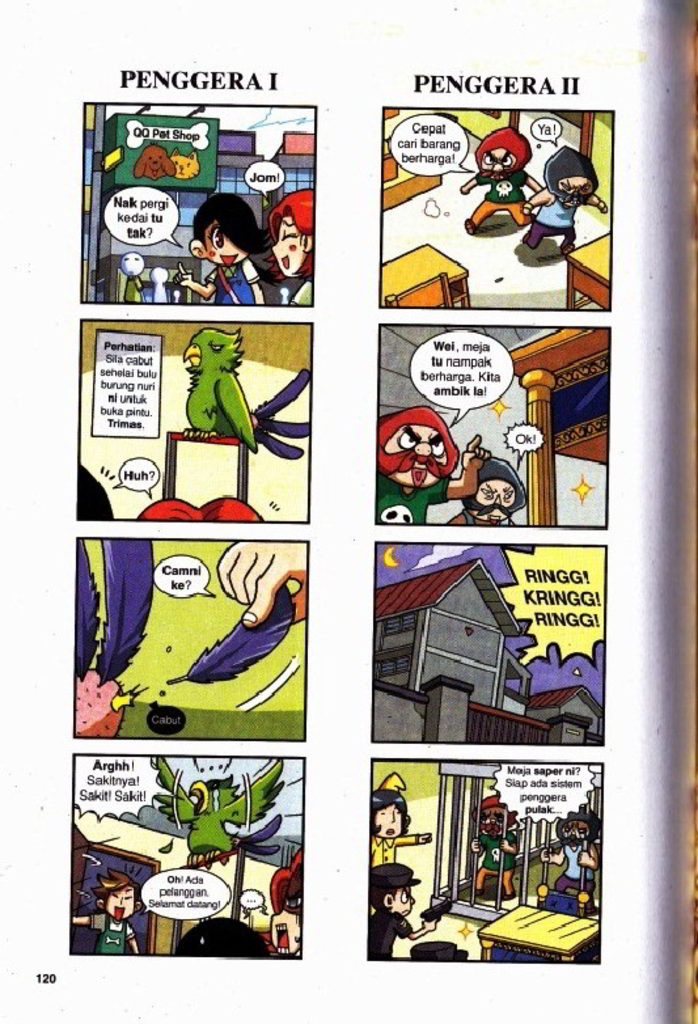 PENGGERA I
QQ Pet Shop
Jom!
Nak pergi
kedai tu
tak?
Perhatian:
Sila cabut
sehelai bulu
burung nuri
ni untuk
buka pintu.
Trimas.
Huh?
Camni
ke?
Cabut
Arghh!
Sakitnya!
Sakit! Sakit!
Oh! Ada
pelanggan.
Selamat datang!
...
PENGGERA II
Cepat
cari barang
berharga!
Ya!
Wei, meja
tu nampak
berharga. Kita
ambik la!
Ok!
RINGG!
KRINGG!
RINGG!
Meja saper ni?
Siap ada sistem
penggera
pulak...
120